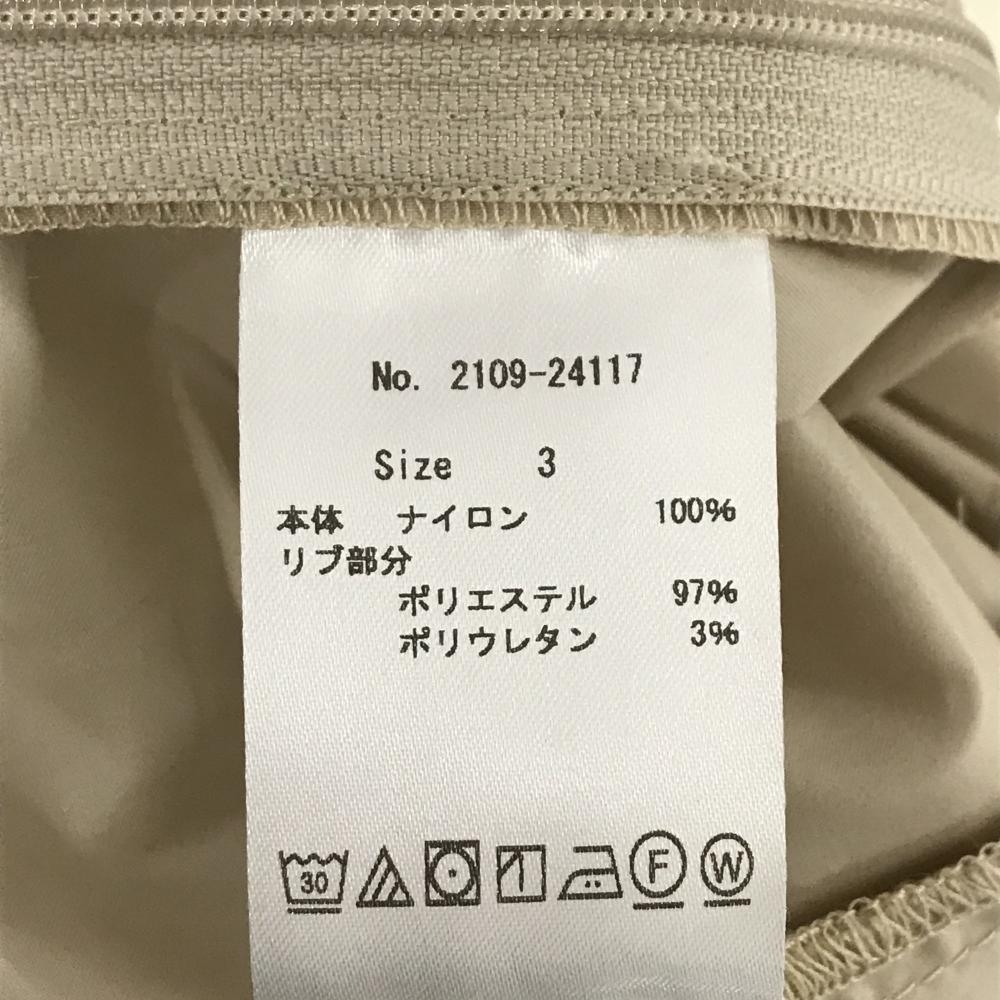 No. 2109-24117
Size 3
本体 ナイロン 100%
リブ部分
ポリエステル 97%
ポリウレタン 3%
30 F W